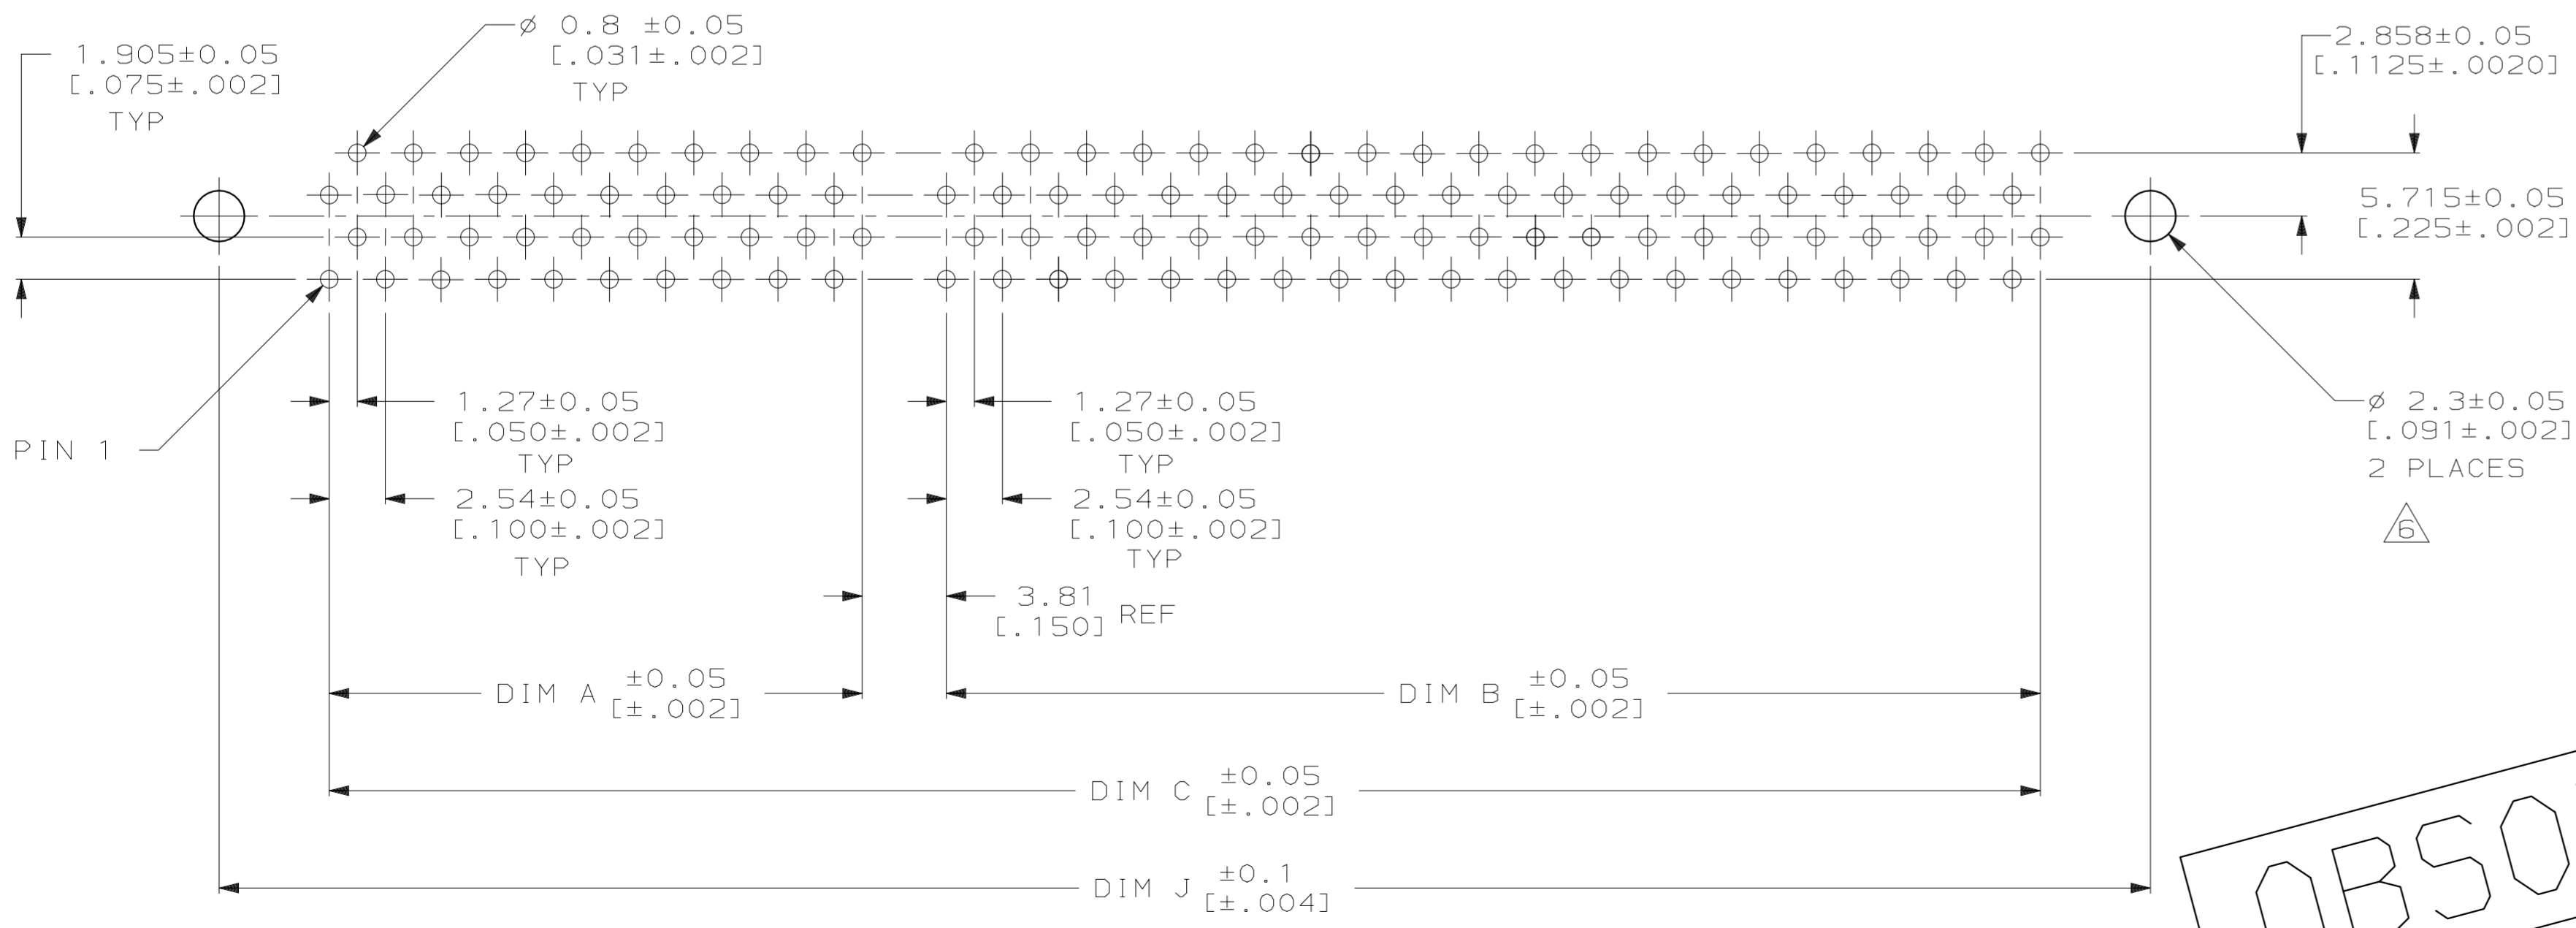 1.905±0.05
[.075±.002]
TYP
ø 0.8 ±0.05
[.031±.002]
TYP
2.858±0.05
[.1125±.0020]
5.715±0.05
[.225±.002]
PIN 1
1.27±0.05
[.050±.002]
TYP
2.54±0.05
[.100±.002]
TYP
1.27±0.05
[.050±.002]
TYP
2.54±0.05
[.100±.002]
TYP
ø 2.3±0.05
[.091±.002]
2 PLACES
6
3.81
[.150] REF
DIM A ±0.05
[±.002]
DIM B ±0.05
[±.002]
DIM C ±0.05
[±.002]
DIM J ±0.1
[±.004]
OBSO